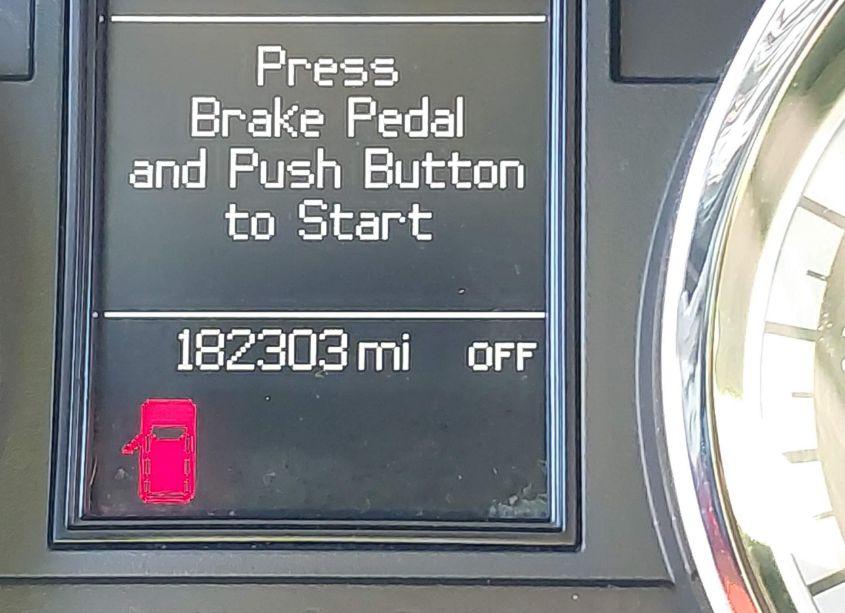 Press
Brake Pedal
and Push Button
to Start
182303 mi OFF